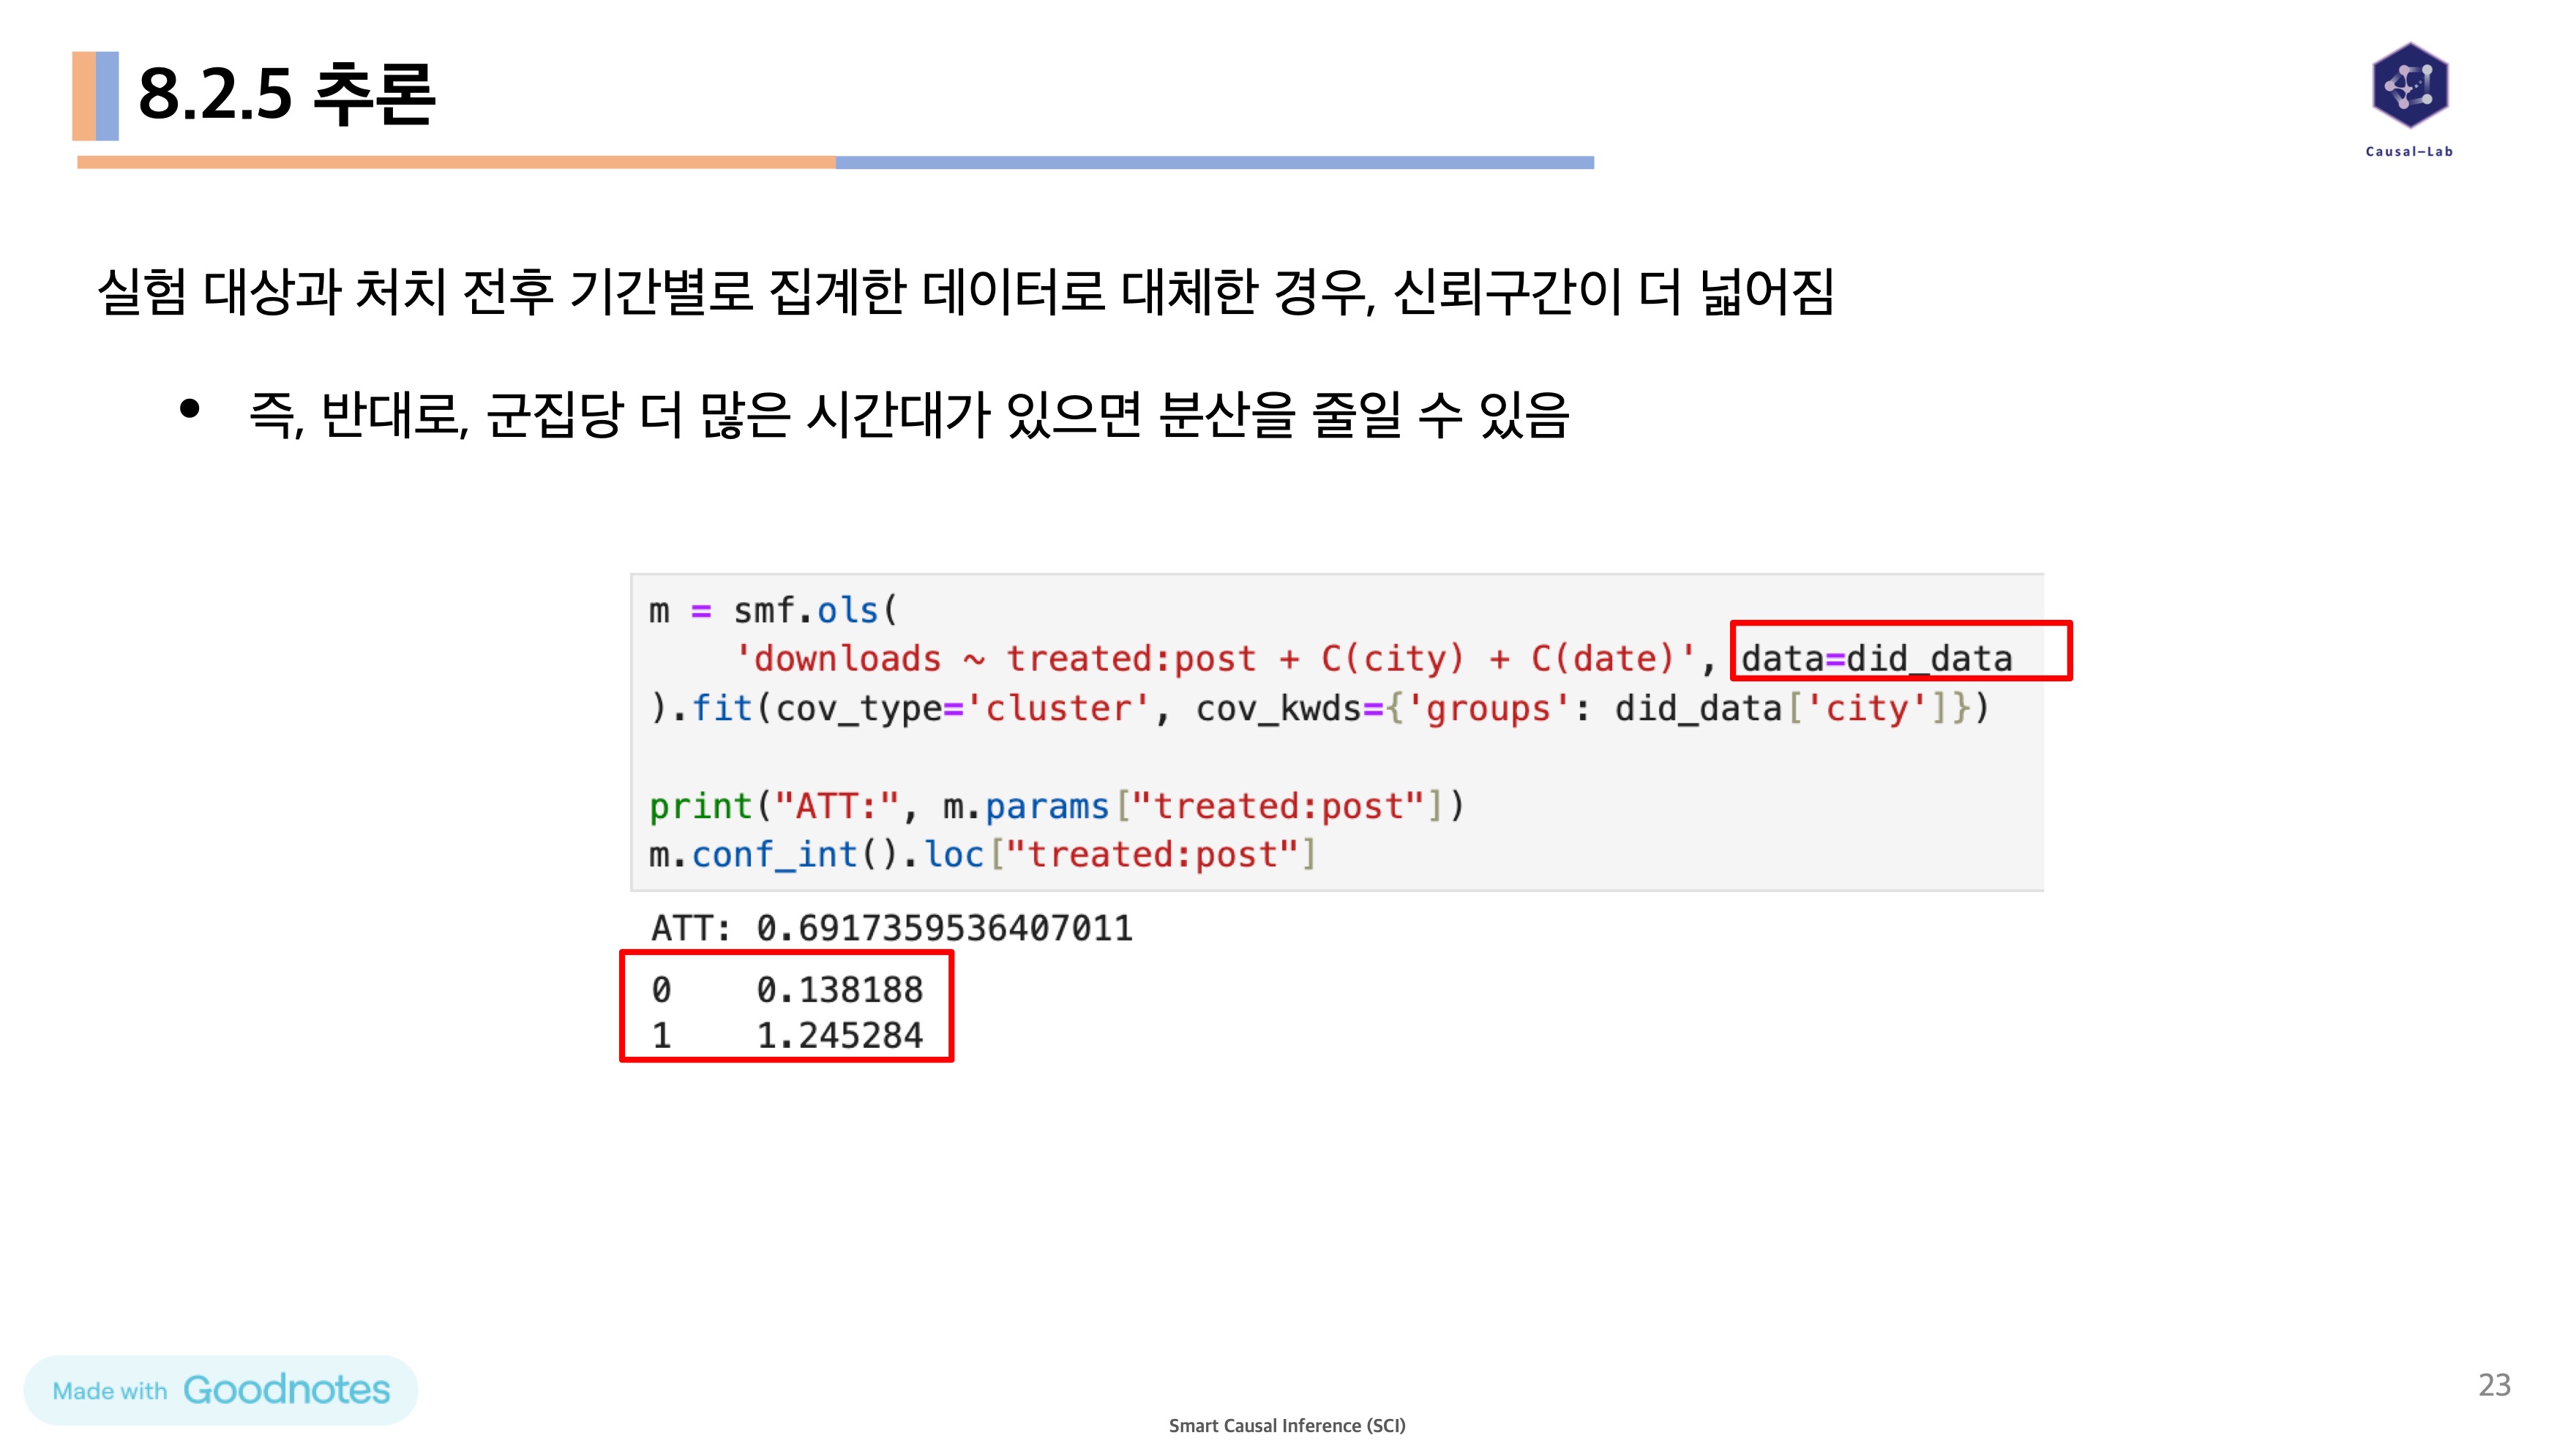 8.2.5 추론
Causal–Lab
실험 대상과 처치 전후 기간별로 집계한 데이터로 대체한 경우, 신뢰구간이 더 넓어짐
• 즉, 반대로, 군집당 더 많은 시간대가 있으면 분산을 줄일 수 있음
m = smf.ols(
    'downloads ~ treated:post + C(city) + C(date)', data=did_data
).fit(cov_type='cluster', cov_kwds={'groups': did_data['city']})
print("ATT:", m.params["treated:post"])
m.conf_int().loc["treated:post"]
ATT: 0.6917359536407011
0    0.138188
1    1.245284
Made with Goodnotes
23
Smart Causal Inference (SCI)